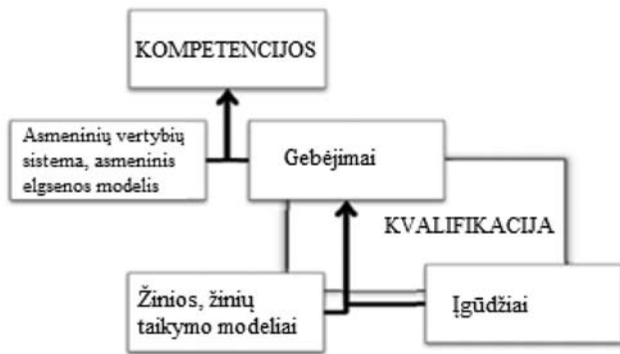 KOMPETENCIJOS
Asmeninių vertybių
sistema, asmeninis
elgsenos modelis
Gebėjimai
KVALIFIKACIJA
Žinios, žinių
taikymo modeliai
Įgūdžiai